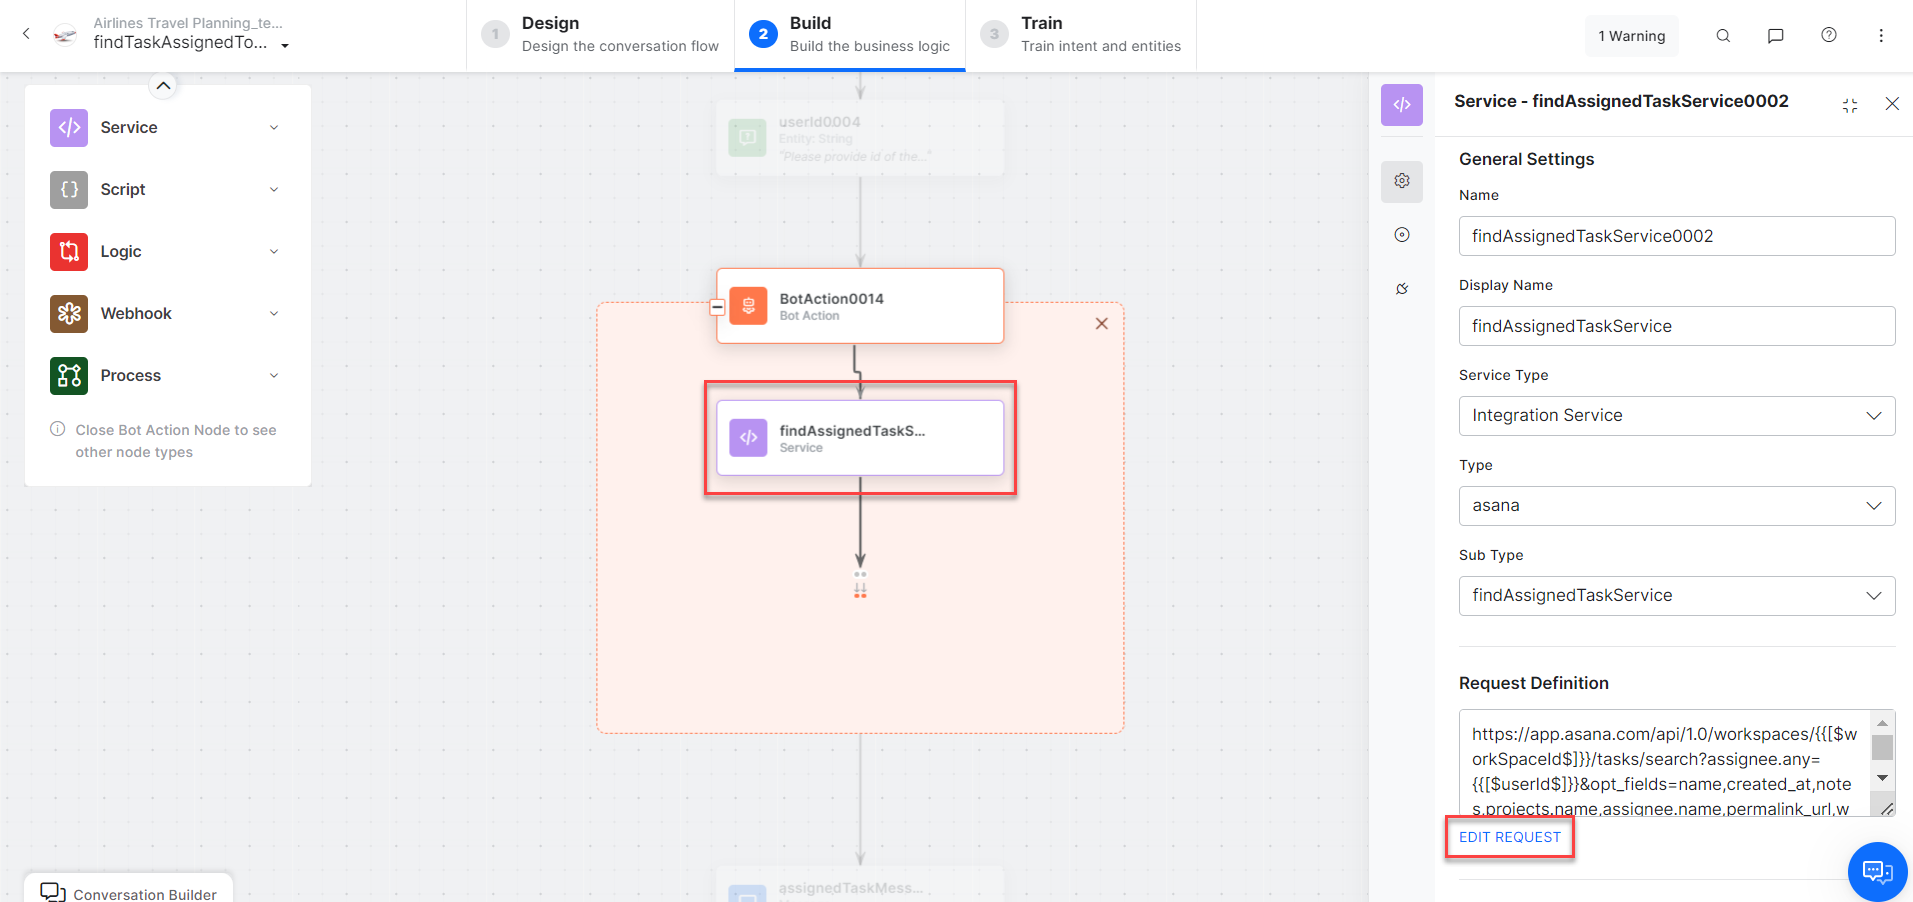 Airlines Travel Planning_te...
findTaskAssignedTo...
1
Design
Design the conversation flow
2
Build
Build the business logic
3
Train
Train intent and entities
1 Warning
Service
Script
Logic
Webhook
Process
Close Bot Action Node to see
other node types
Conversation Builder
userId0004
Entity: String
"Please provide id of the..."
BotAction0014
Bot Action
findAssignedTaskS...
Service
assignedTaskMess...
Service - findAssignedTaskService0002
General Settings
Name
findAssignedTaskService0002
Display Name
findAssignedTaskService
Service Type
Integration Service
Type
asana
Sub Type
findAssignedTaskService
Request Definition
https://app.asana.com/api/1.0/workspaces/{{[$w
orkSpaceId$]}}/tasks/search?assignee.any=
{{[$userId$]}}&opt_fields=name,created_at,note
s,projects.name,assignee.name,permalink_url,w
EDIT REQUEST